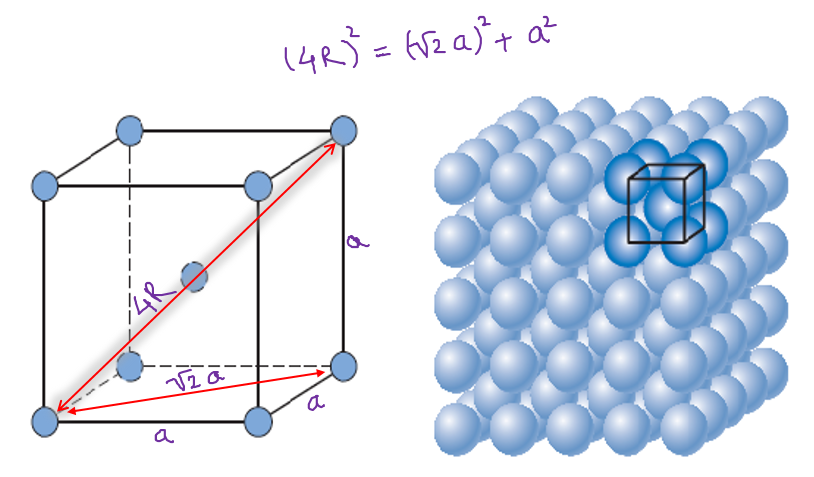 (4R)² = (√2 a)² + a²
a
4R
√2 a
a
a